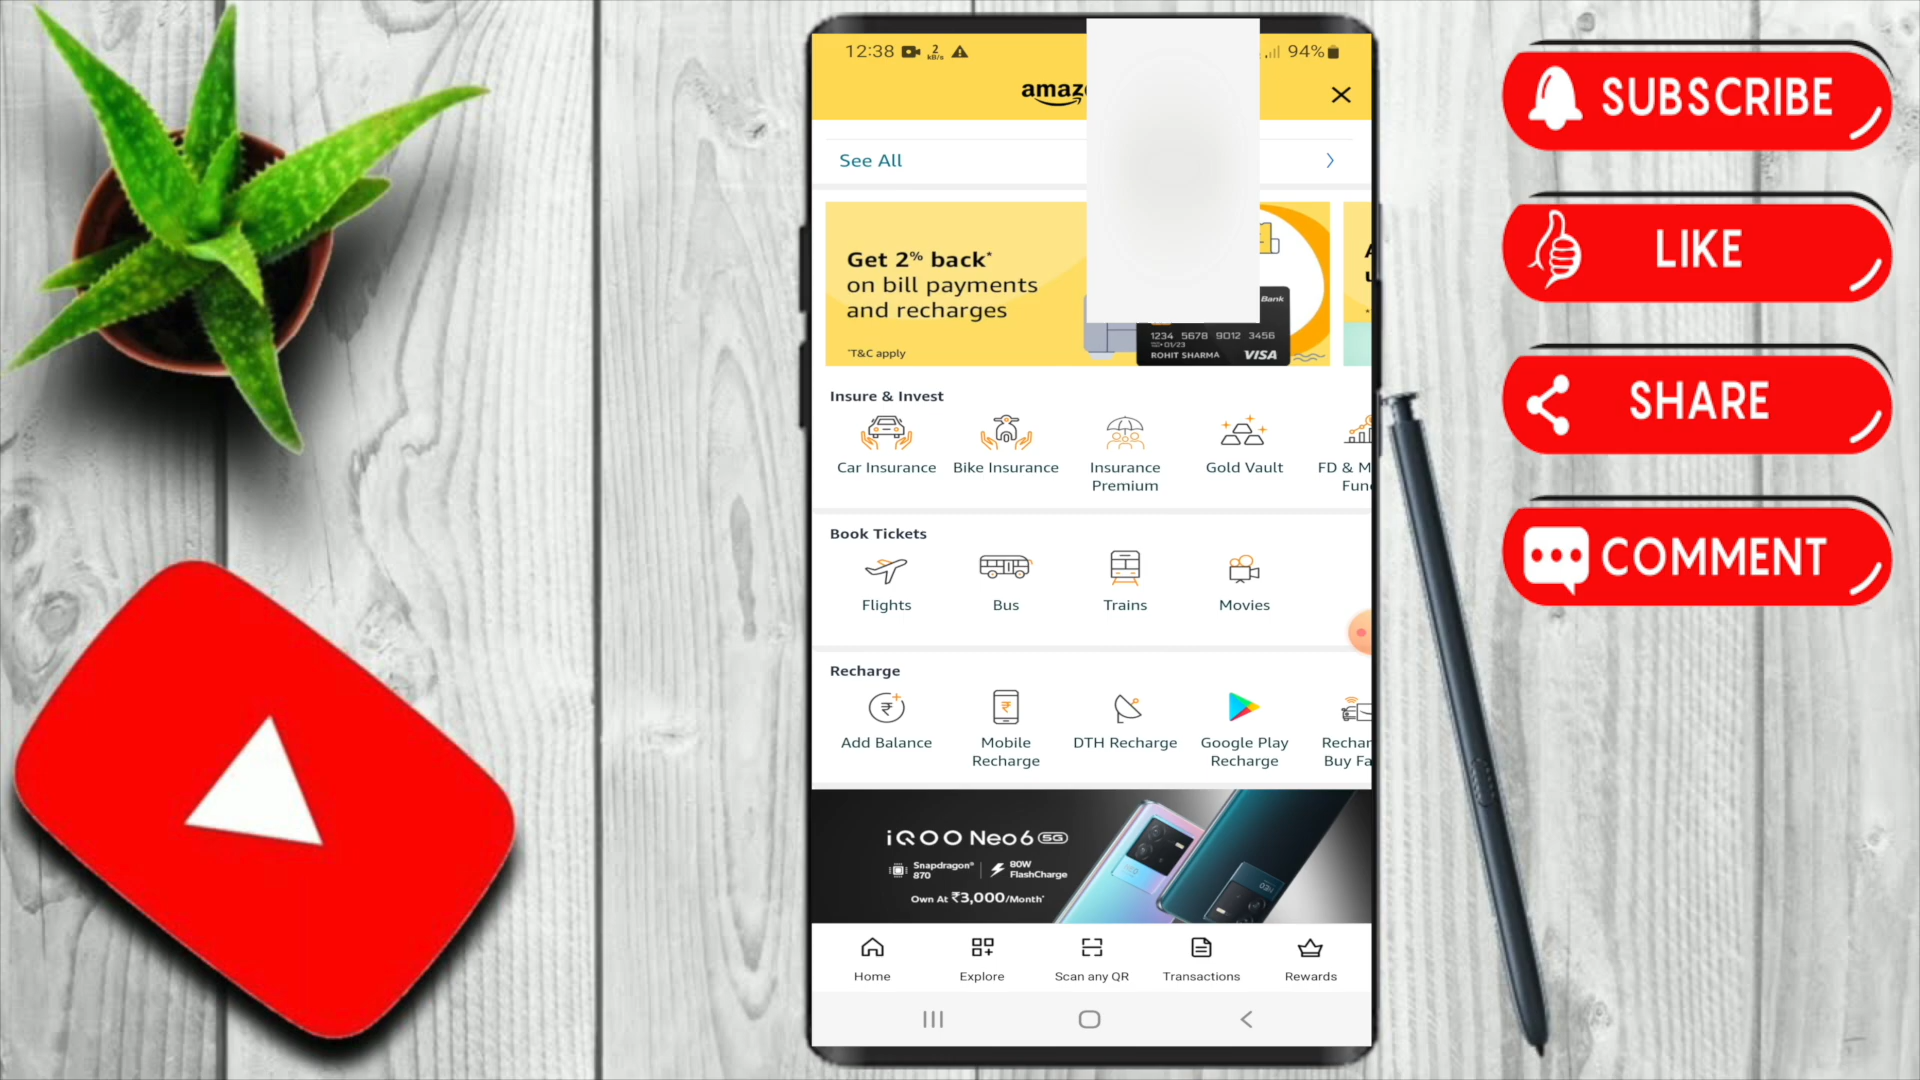 12:38 2 kB/s 94%
amaz
See All
Get 2% back*
on bill payments
and recharges
*T&C apply
Bank
1234 5678 9012 3456
01/23
ROHIT SHARMA VISA
Insure & Invest
Car Insurance Bike Insurance Insurance Premium Gold Vault FD & M
Fun
Book Tickets
Flights Bus Trains Movies
Recharge
Add Balance Mobile Recharge DTH Recharge Google Play Recharge Rechar
Buy Fa
iQOO Neo6 5G
Snapdragon® 870 80W FlashCharge
Own At ₹3,000/Month*
Home Explore Scan any QR Transactions Rewards
SUBSCRIBE
LIKE
SHARE
COMMENT